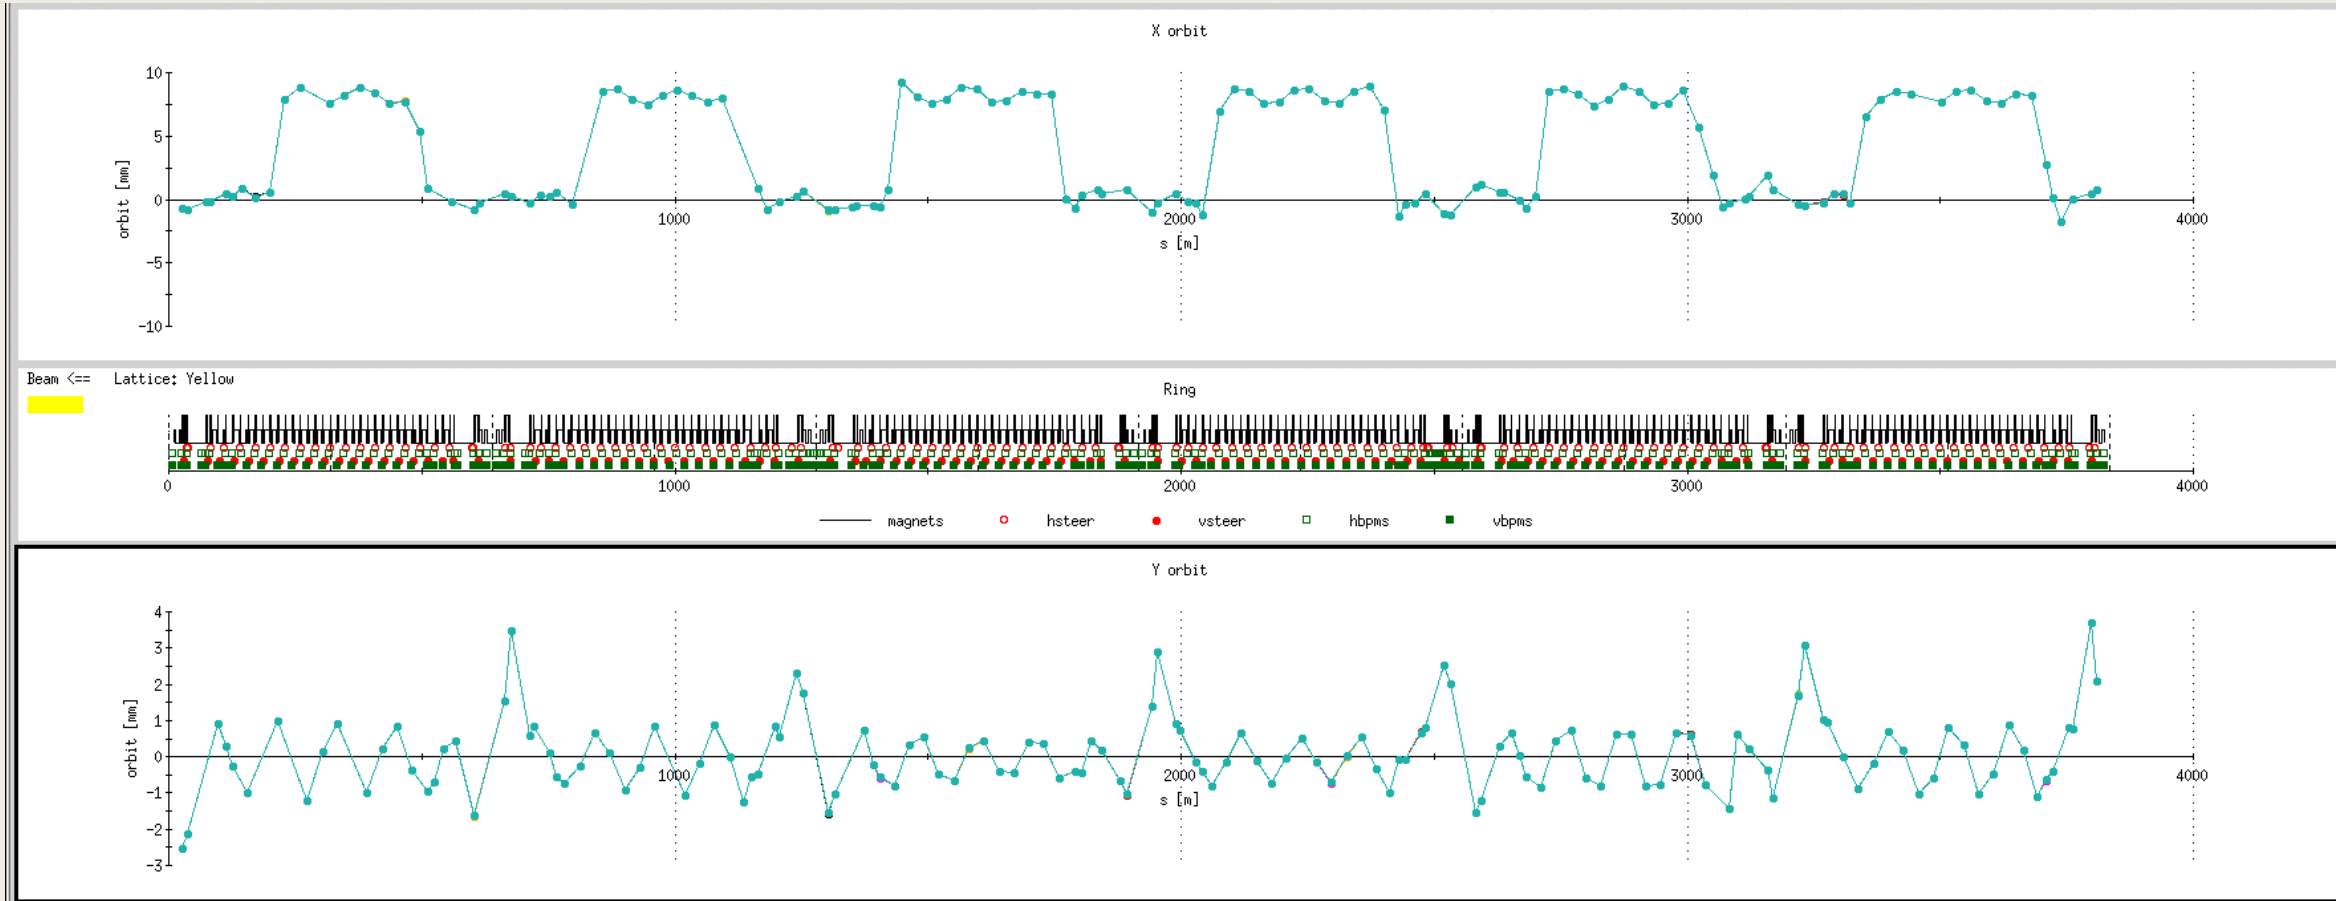 X orbit
10
5
0
-5
-10
orbit [mm]
1000
2000
3000
4000
s [m]
Beam <== Lattice: Yellow
Ring
0
1000
2000
3000
4000
magnets hsteer vsteer hbpms vbpms
Y orbit
4
3
2
1
0
-1
-2
-3
orbit [mm]
1000
2000
3000
4000
s [m]